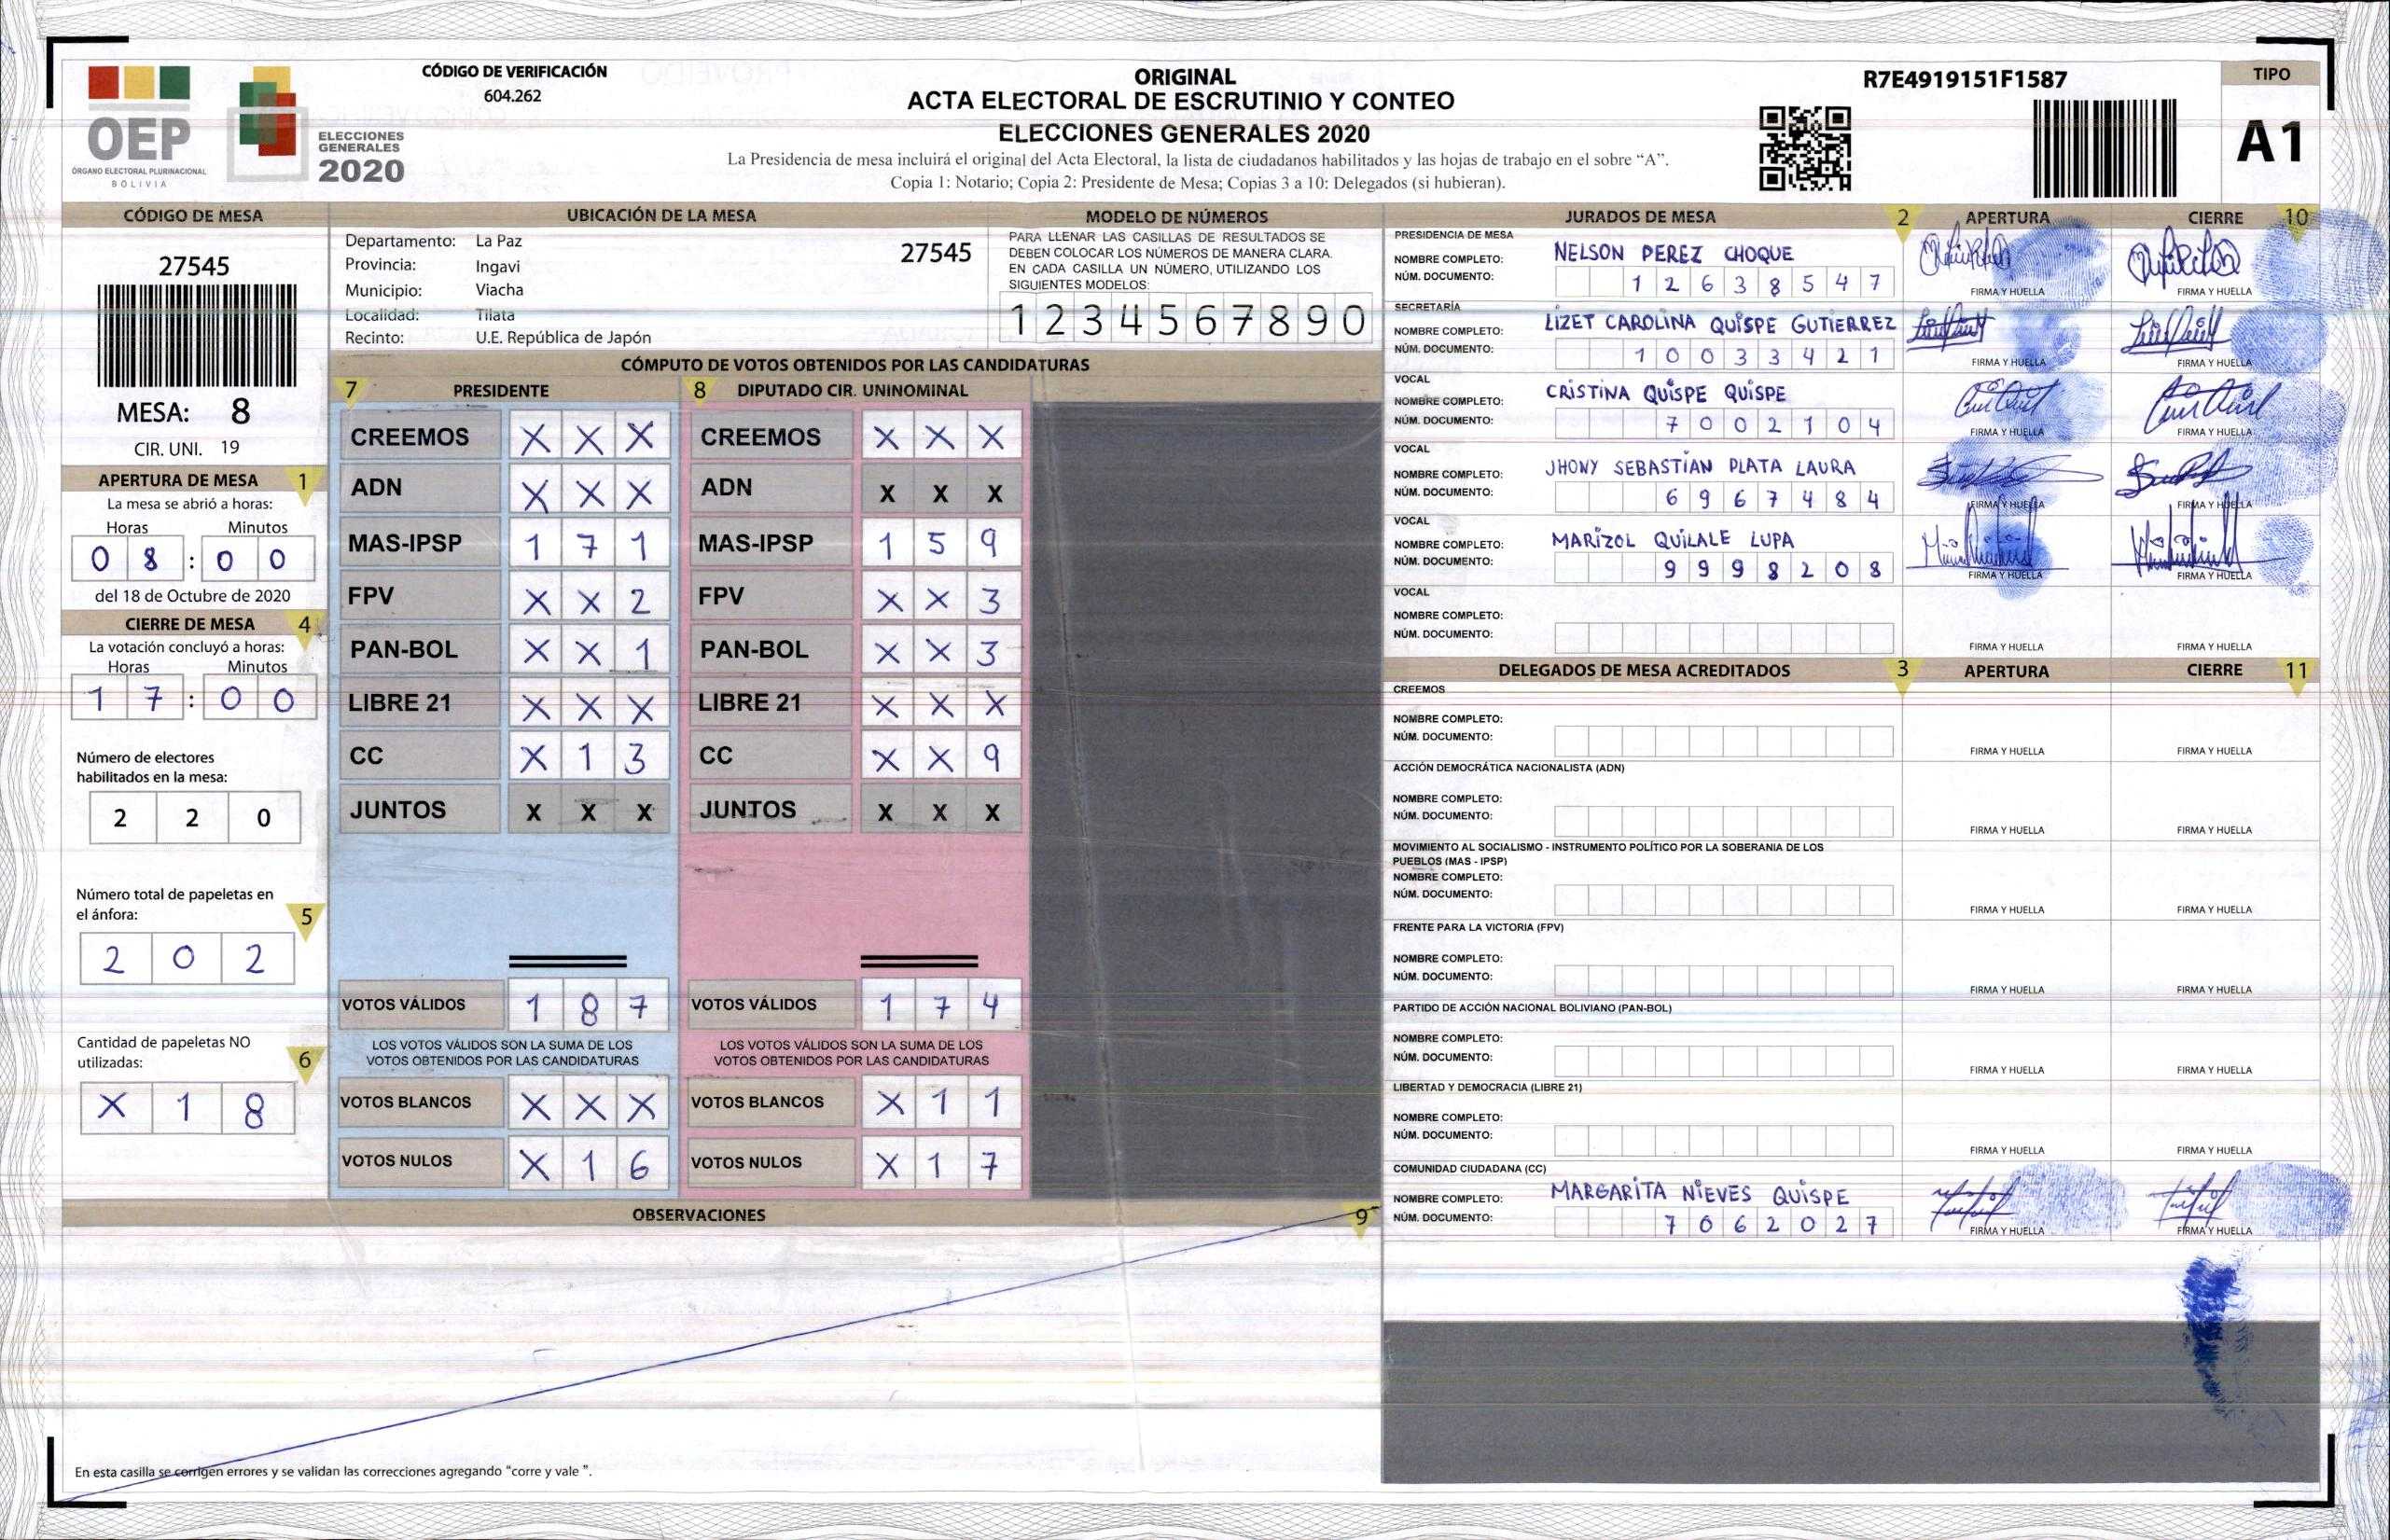 OEP
ÓRGANO ELECTORAL PLURINACIONAL
BOLIVIA
ELECCIONES
GENERALES
2020
CÓDIGO DE VERIFICACIÓN
604.262
ORIGINAL
ACTA ELECTORAL DE ESCRUTINIO Y CONTEO
ELECCIONES GENERALES 2020
La Presidencia de mesa incluirá el original del Acta Electoral, la lista de ciudadanos habilitados y las hojas de trabajo en el sobre “A”.
Copia 1: Notario; Copia 2: Presidente de Mesa; Copias 3 a 10: Delegados (si hubieran).
R7E4919151F1587
TIPO
A1
CÓDIGO DE MESA
27545
MESA: 8
CIR. UNI. 19
APERTURA DE MESA 1
La mesa se abrió a horas:
Horas Minutos
0 8 : 0 0
del 18 de Octubre de 2020
CIERRE DE MESA 4
La votación concluyó a horas:
Horas Minutos
1 7 : 0 0
Número de electores
habilitados en la mesa:
2 2 0
Número total de papeletas en
el ánfora: 5
2 0 2
Cantidad de papeletas NO
utilizadas: 6
X 1 8
UBICACIÓN DE LA MESA
Departamento: La Paz
27545
Provincia: Ingavi
Municipio: Viacha
Localidad: Tilata
Recinto: U.E. República de Japón
MODELO DE NÚMEROS
PARA LLENAR LAS CASILLAS DE RESULTADOS SE
DEBEN COLOCAR LOS NÚMEROS DE MANERA CLARA.
EN CADA CASILLA UN NÚMERO, UTILIZANDO LOS
SIGUIENTES MODELOS:
1 2 3 4 5 6 7 8 9 0
CÓMPUTO DE VOTOS OBTENIDOS POR LAS CANDIDATURAS
7 PRESIDENTE
CREEMOS X X X
ADN X X X
MAS-IPSP 1 7 1
FPV X X 2
PAN-BOL X X 1
LIBRE 21 X X X
CC X 1 3
JUNTOS X X X
VOTOS VÁLIDOS 1 8 7
LOS VOTOS VÁLIDOS SON LA SUMA DE LOS
VOTOS OBTENIDOS POR LAS CANDIDATURAS
VOTOS BLANCOS X X X
VOTOS NULOS X 1 6
8 DIPUTADO CIR. UNINOMINAL
CREEMOS X X X
ADN X X X
MAS-IPSP 1 5 9
FPV X X 3
PAN-BOL X X 3
LIBRE 21 X X X
CC X X 9
JUNTOS X X X
VOTOS VÁLIDOS 1 7 4
LOS VOTOS VÁLIDOS SON LA SUMA DE LOS
VOTOS OBTENIDOS POR LAS CANDIDATURAS
VOTOS BLANCOS X 1 1
VOTOS NULOS X 1 7
OBSERVACIONES 9
En esta casilla se corrigen errores y se validan las correcciones agregando “corre y vale ”.
JURADOS DE MESA 2 APERTURA CIERRE 10
PRESIDENCIA DE MESA
NOMBRE COMPLETO: NELSON PEREZ CHOQUE
NÚM. DOCUMENTO: 1 2 6 3 8 5 4 7
FIRMA Y HUELLA FIRMA Y HUELLA
SECRETARÍA
NOMBRE COMPLETO: LIZET CAROLINA QUISPE GUTIERREZ
NÚM. DOCUMENTO: 1 0 0 3 3 4 2 1
FIRMA Y HUELLA FIRMA Y HUELLA
VOCAL
NOMBRE COMPLETO: CRISTINA QUISPE QUISPE
NÚM. DOCUMENTO: 7 0 0 2 1 0 4
FIRMA Y HUELLA FIRMA Y HUELLA
VOCAL
NOMBRE COMPLETO: JHONY SEBASTIAN PLATA LAURA
NÚM. DOCUMENTO: 6 9 6 7 4 8 4
FIRMA Y HUELLA FIRMA Y HUELLA
VOCAL
NOMBRE COMPLETO: MARIZOL QUILALE LUPA
NÚM. DOCUMENTO: 9 9 9 8 2 0 8
FIRMA Y HUELLA FIRMA Y HUELLA
VOCAL
NOMBRE COMPLETO:
NÚM. DOCUMENTO:
FIRMA Y HUELLA FIRMA Y HUELLA
DELEGADOS DE MESA ACREDITADOS 3 APERTURA CIERRE 11
CREEMOS
NOMBRE COMPLETO:
NÚM. DOCUMENTO:
FIRMA Y HUELLA FIRMA Y HUELLA
ACCIÓN DEMOCRÁTICA NACIONALISTA (ADN)
NOMBRE COMPLETO:
NÚM. DOCUMENTO:
FIRMA Y HUELLA FIRMA Y HUELLA
MOVIMIENTO AL SOCIALISMO - INSTRUMENTO POLÍTICO POR LA SOBERANIA DE LOS
PUEBLOS (MAS - IPSP)
NOMBRE COMPLETO:
NÚM. DOCUMENTO:
FIRMA Y HUELLA FIRMA Y HUELLA
FRENTE PARA LA VICTORIA (FPV)
NOMBRE COMPLETO:
NÚM. DOCUMENTO:
FIRMA Y HUELLA FIRMA Y HUELLA
PARTIDO DE ACCIÓN NACIONAL BOLIVIANO (PAN-BOL)
NOMBRE COMPLETO:
NÚM. DOCUMENTO:
FIRMA Y HUELLA FIRMA Y HUELLA
LIBERTAD Y DEMOCRACIA (LIBRE 21)
NOMBRE COMPLETO:
NÚM. DOCUMENTO:
FIRMA Y HUELLA FIRMA Y HUELLA
COMUNIDAD CIUDADANA (CC)
NOMBRE COMPLETO: MARGARITA NIEVES QUISPE
NÚM. DOCUMENTO: 7 0 6 2 0 2 7
FIRMA Y HUELLA FIRMA Y HUELLA